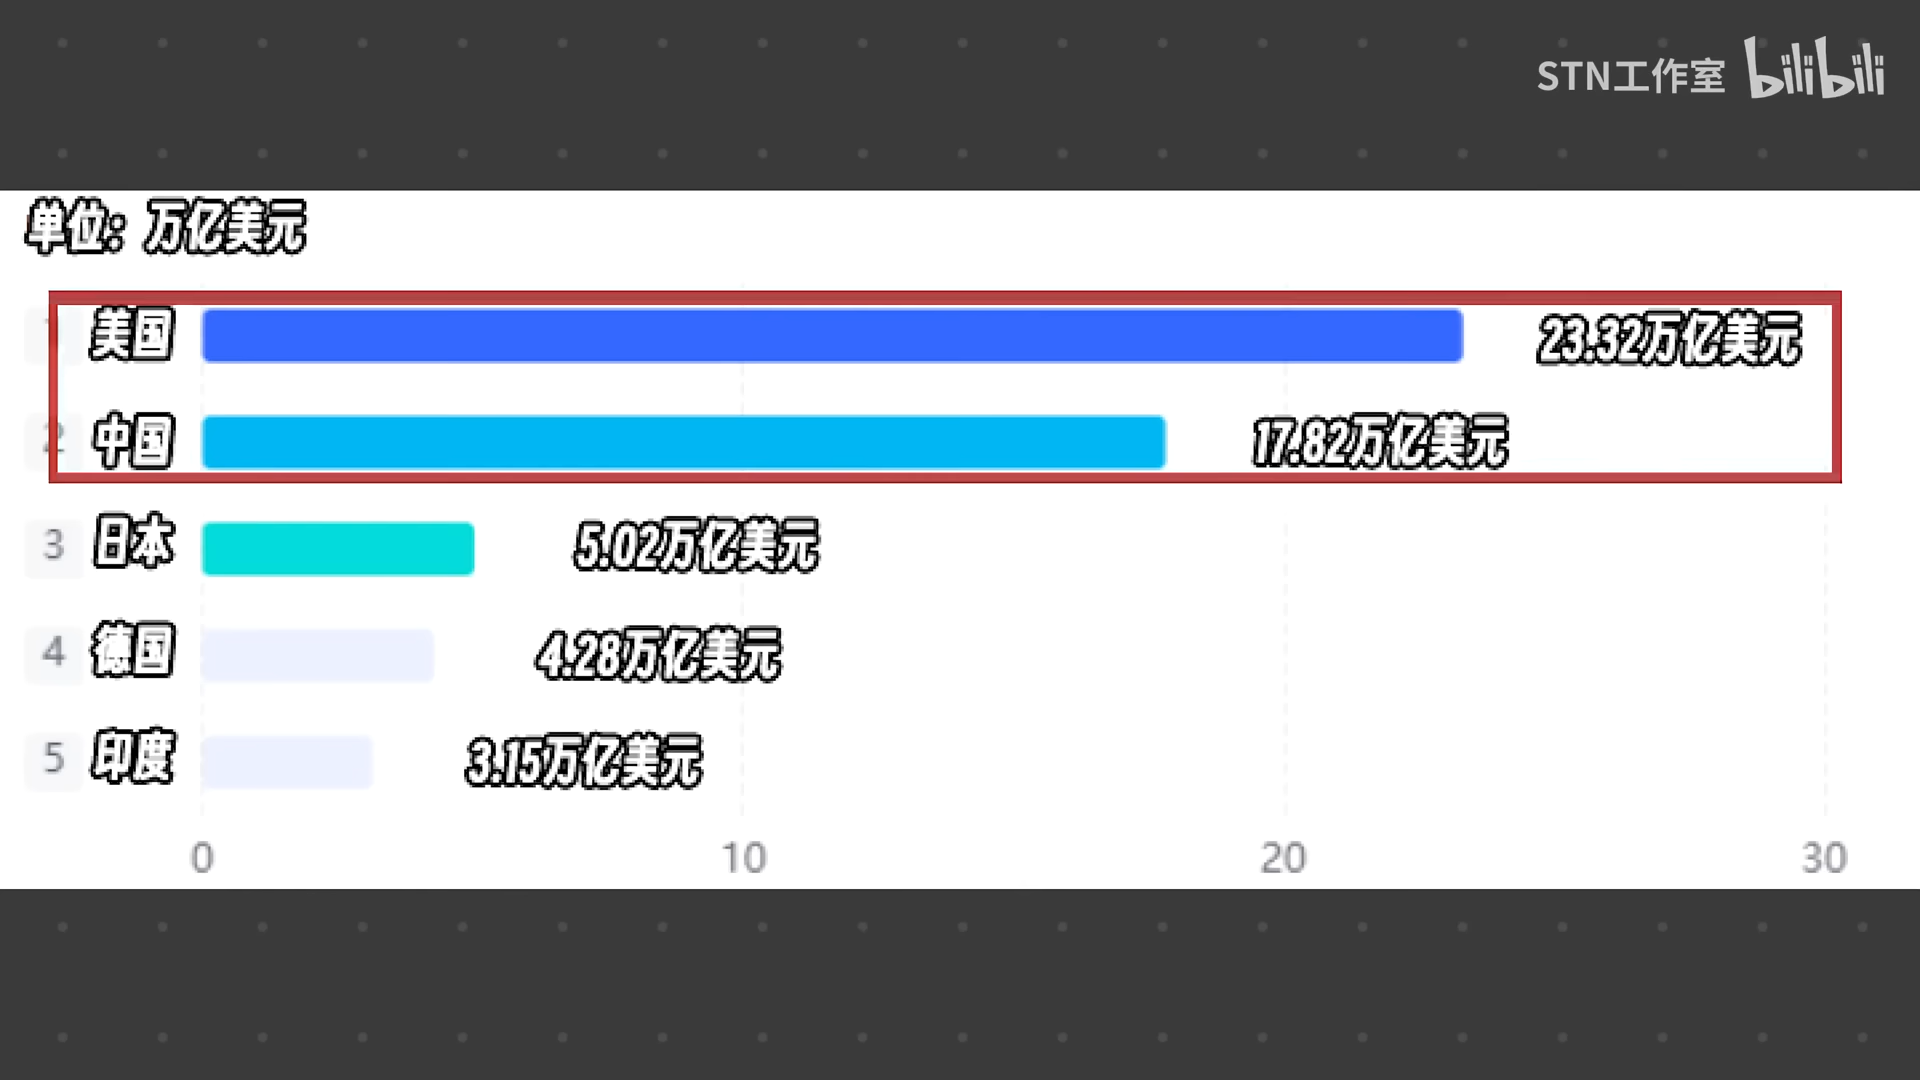 STN工作室 bilibili
单位：万亿美元
1 美国 23.32万亿美元
2 中国 17.82万亿美元
3 日本 5.02万亿美元
4 德国 4.28万亿美元
5 印度 3.15万亿美元
0 10 20 30